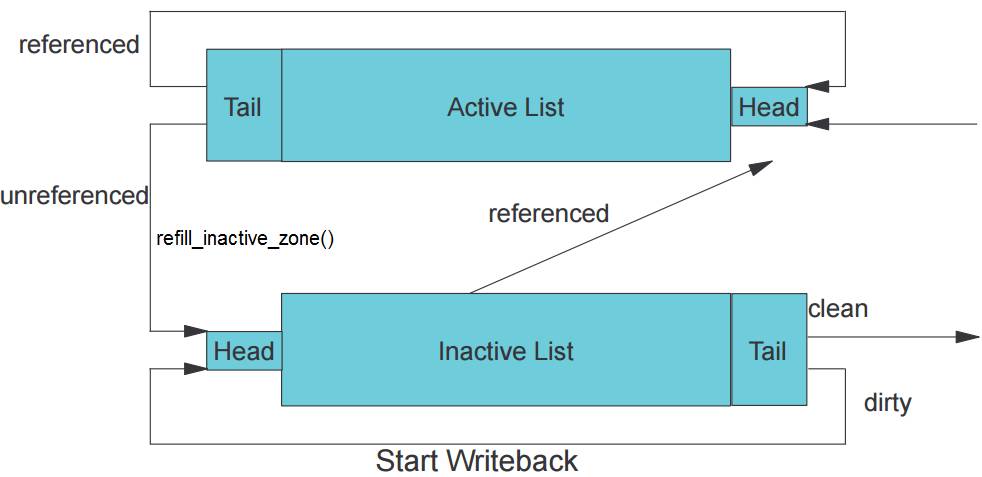 referenced
Tail
Active List
Head
unreferenced
referenced
refill_inactive_zone()
clean
Head
Inactive List
Tail
dirty
Start Writeback